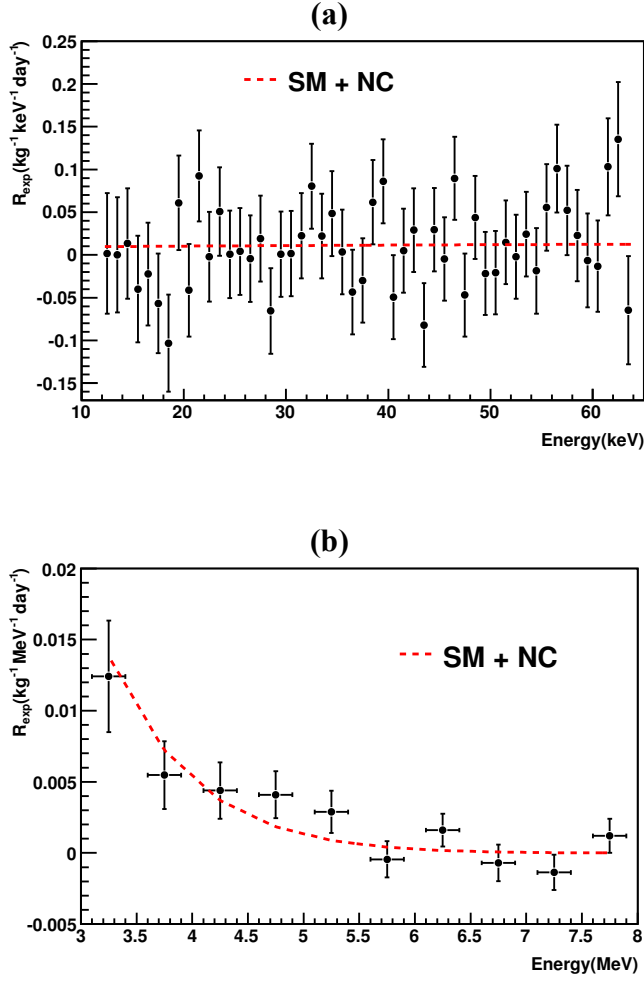 (a)
R_exp(kg⁻¹ keV⁻¹ day⁻¹)
0.25
0.2
0.15
0.1
0.05
0
-0.05
-0.1
-0.15
SM + NC
10 20 30 40 50 60
Energy(keV)
(b)
R_exp(kg⁻¹ MeV⁻¹ day⁻¹)
0.02
0.015
0.01
0.005
0
-0.005
SM + NC
3 3.5 4 4.5 5 5.5 6 6.5 7 7.5 8
Energy(MeV)